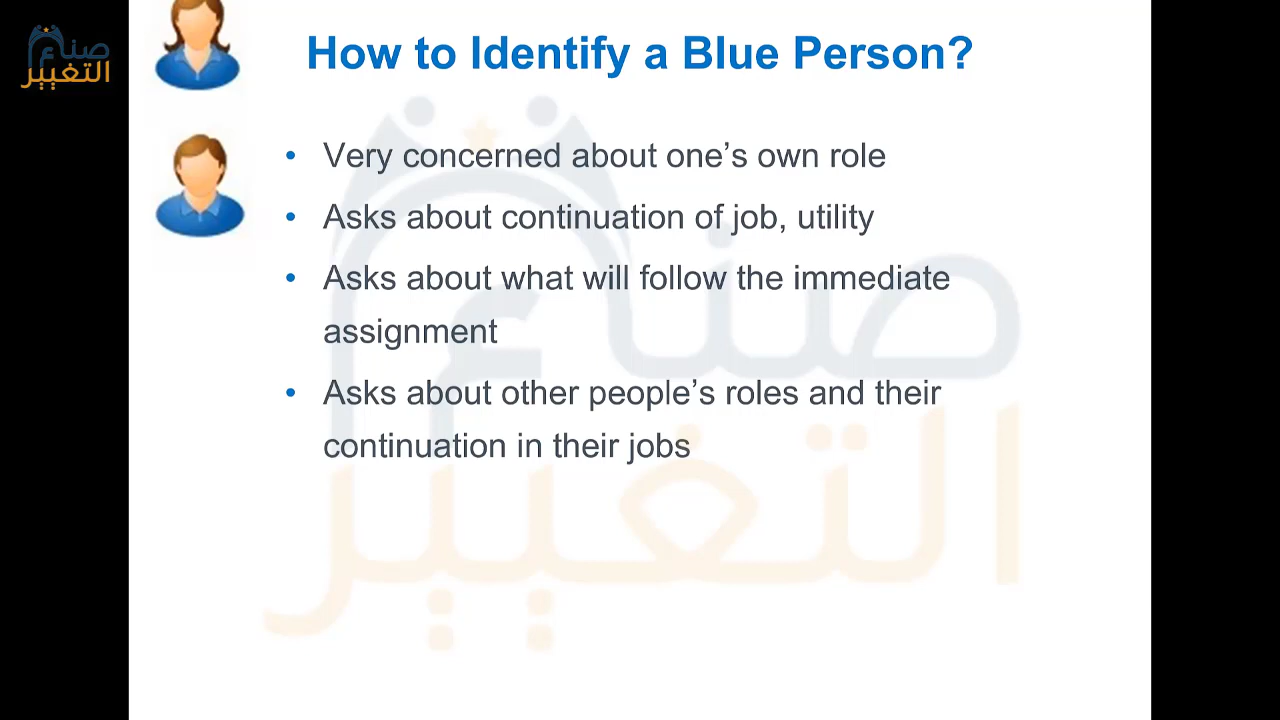 صناع
التغيير
How to Identify a Blue Person?
• Very concerned about one’s own role
• Asks about continuation of job, utility
• Asks about what will follow the immediate
assignment
• Asks about other people’s roles and their
continuation in their jobs
صناع
التغيير